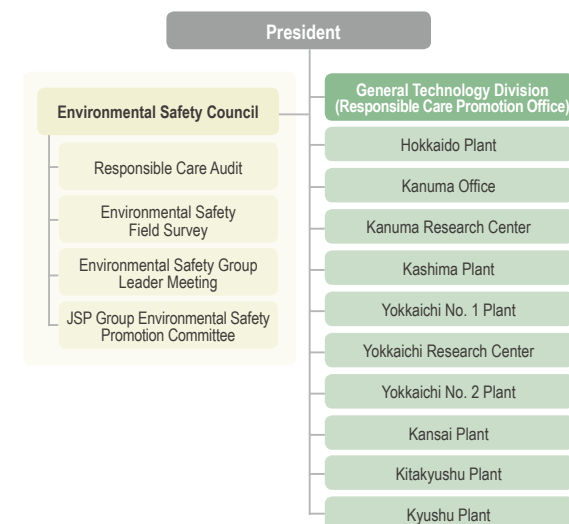 President
Environmental Safety Council
Responsible Care Audit
Environmental Safety
Field Survey
Environmental Safety Group
Leader Meeting
JSP Group Environmental Safety
Promotion Committee
General Technology Division
(Responsible Care Promotion Office)
Hokkaido Plant
Kanuma Office
Kanuma Research Center
Kashima Plant
Yokkaichi No. 1 Plant
Yokkaichi Research Center
Yokkaichi No. 2 Plant
Kansai Plant
Kitakyushu Plant
Kyushu Plant